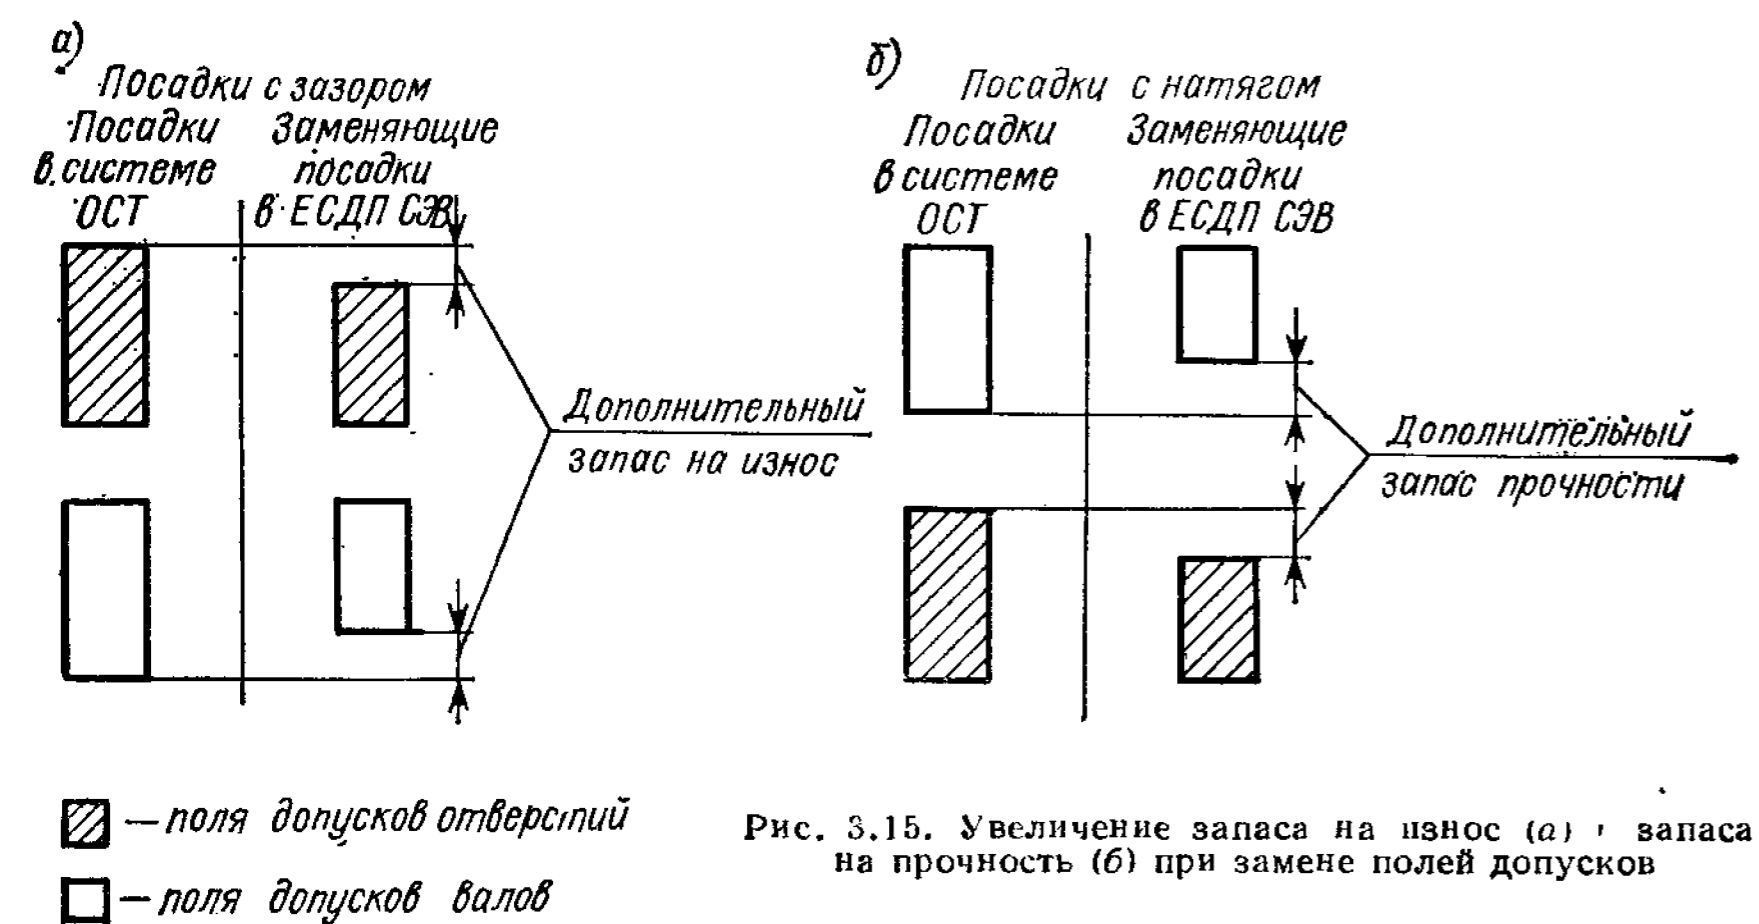 а)
Посадки с зазором
Посадки
в системе
ОСТ
Заменяющие
посадки
в ЕСДП СЭВ
Дополнительный
запас на износ
б)
Посадки с натягом
Посадки
в системе
ОСТ
Заменяющие
посадки
в ЕСДП СЭВ
Дополнительный
запас прочности
— поля допусков отверстий
— поля допусков валов
Рис. 3.15. Увеличение запаса на износ (а) запаса
на прочность (б) при замене полей допусков